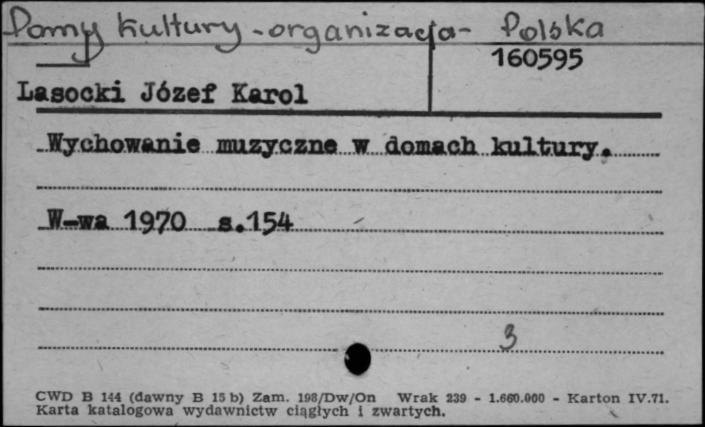 Domy kultury - organizacja - Polska
160595
Lasocki Józef Karol
Wychowanie muzyczne w domach kultury.
W-wa 1970 s.154
3
CWD B 144 (dawny B 15 b) Zam. 198/Dw/On Wrak 239 - 1.660.000 - Karton IV.71.
Karta katalogowa wydawnictw ciągłych i zwartych.